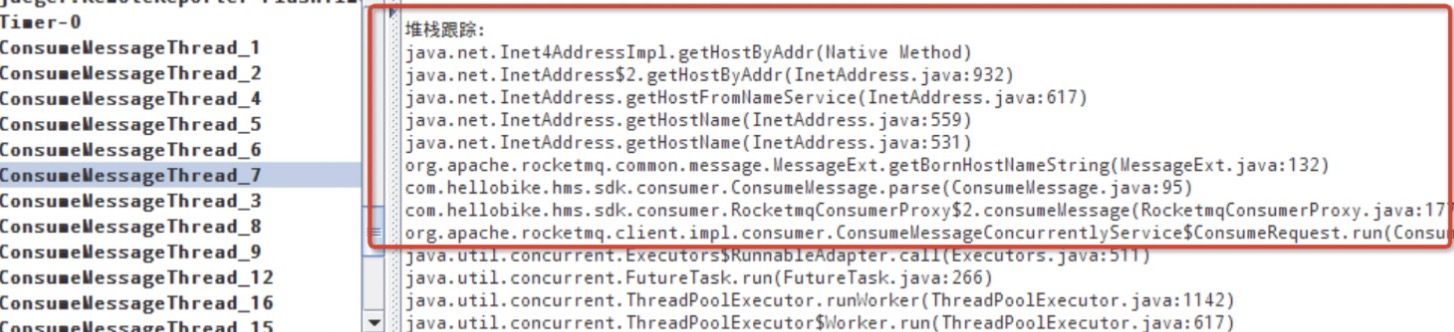 Timer-0
ConsumeMessageThread_1
ConsumeMessageThread_2
ConsumeMessageThread_4
ConsumeMessageThread_5
ConsumeMessageThread_6
ConsumeMessageThread_7
ConsumeMessageThread_3
ConsumeMessageThread_8
ConsumeMessageThread_9
ConsumeMessageThread_12
ConsumeMessageThread_16
ConsumeMessageThread_15
堆栈跟踪:
java.net.Inet4AddressImpl.getHostByAddr(Native Method)
java.net.InetAddress$2.getHostByAddr(InetAddress.java:932)
java.net.InetAddress.getHostFromNameService(InetAddress.java:617)
java.net.InetAddress.getHostName(InetAddress.java:559)
java.net.InetAddress.getHostName(InetAddress.java:531)
org.apache.rocketmq.common.message.MessageExt.getBornHostNameString(MessageExt.java:132)
com.hellobike.hms.sdk.consumer.ConsumeMessage.parse(ConsumeMessage.java:95)
com.hellobike.hms.sdk.consumer.RocketmqConsumerProxy$2.consumeMessage(RocketmqConsumerProxy.java:177
org.apache.rocketmq.client.impl.consumer.ConsumeMessageConcurrentlyService$ConsumeRequest.run(Consu
java.util.concurrent.Executors$RunnableAdapter.call(Executors.java:511)
java.util.concurrent.FutureTask.run(FutureTask.java:266)
java.util.concurrent.ThreadPoolExecutor.runWorker(ThreadPoolExecutor.java:1142)
java.util.concurrent.ThreadPoolExecutor$Worker.run(ThreadPoolExecutor.java:617)